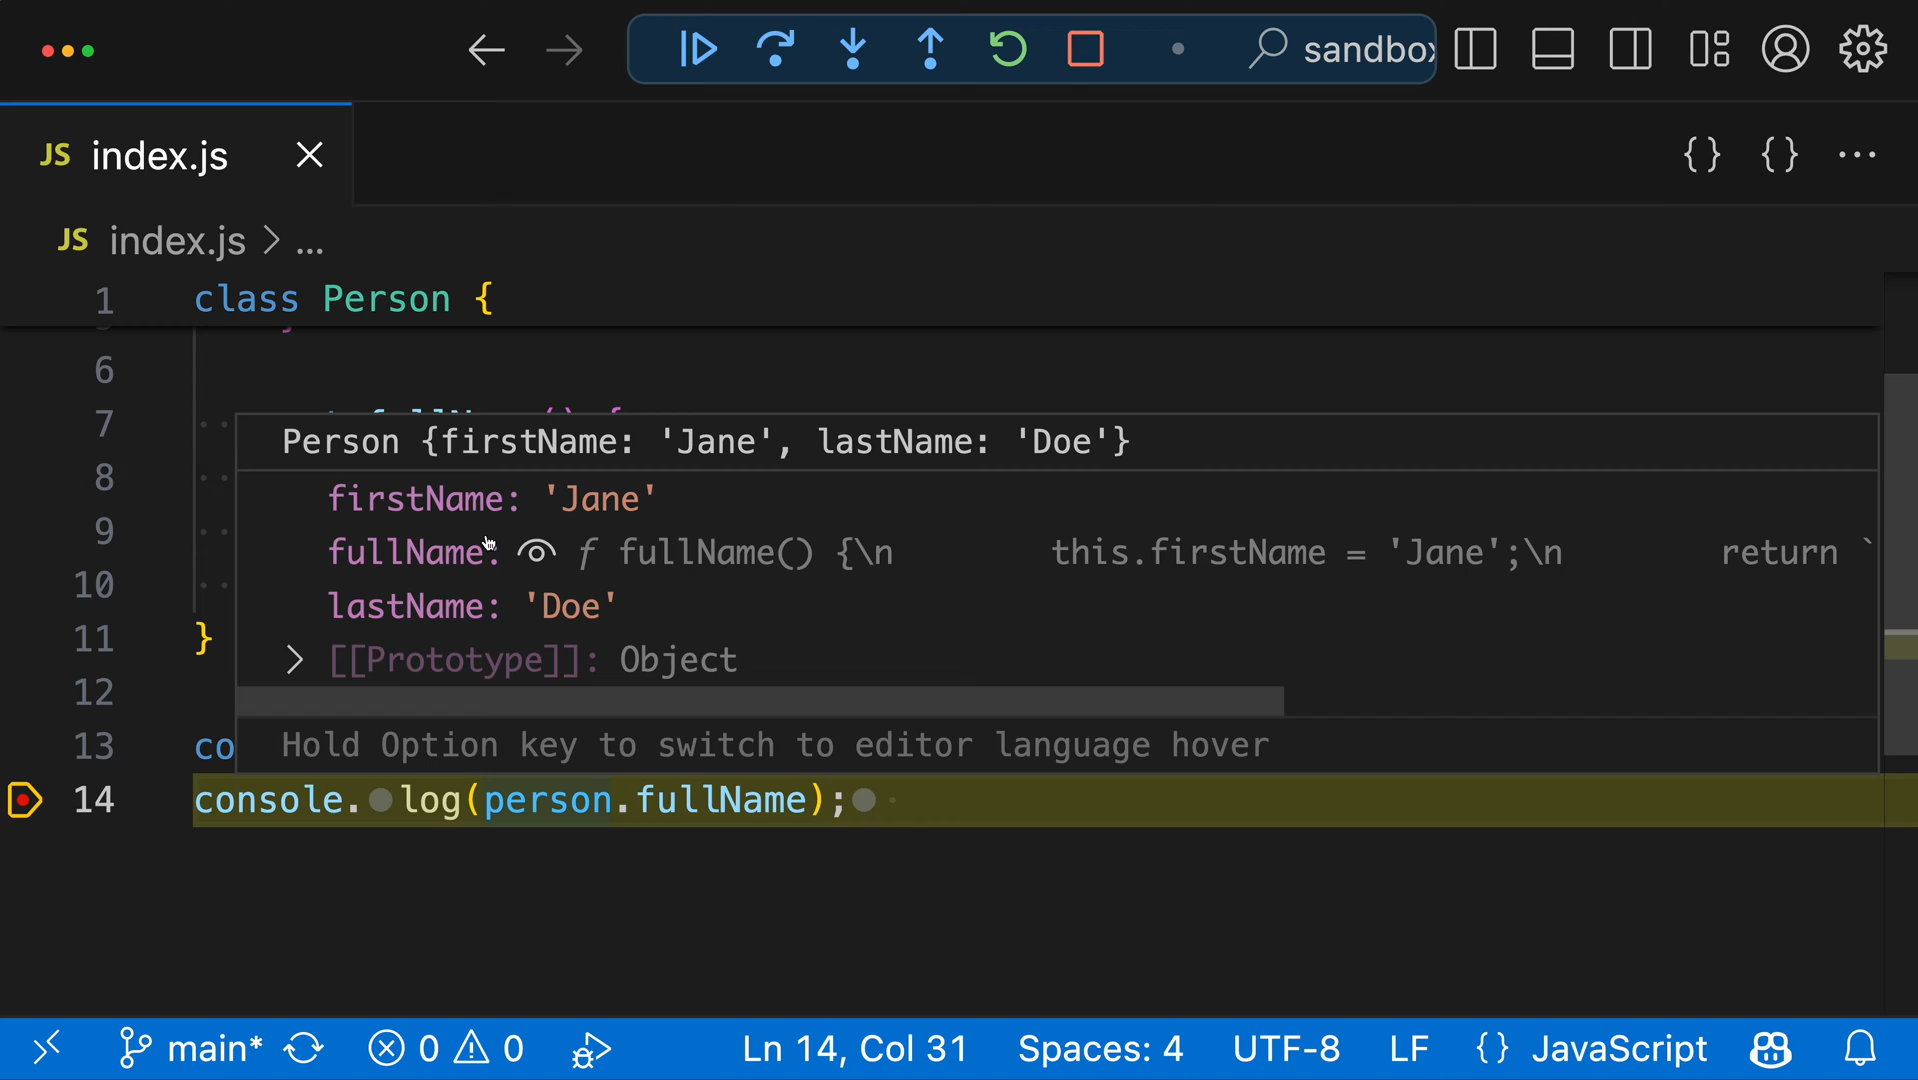 sandbox
JS index.js
{} {} ...
JS index.js > ...
1 class Person {
6
7
Person {firstName: 'Jane', lastName: 'Doe'}
8 firstName: 'Jane'
9 fullName: f fullName() {\n this.firstName = 'Jane';\n return `
10 lastName: 'Doe'
11 } > [[Prototype]]: Object
12
13 co Hold Option key to switch to editor language hover
14 console.log(person.fullName);
main* 0 0 Ln 14, Col 31 Spaces: 4 UTF-8 LF {} JavaScript